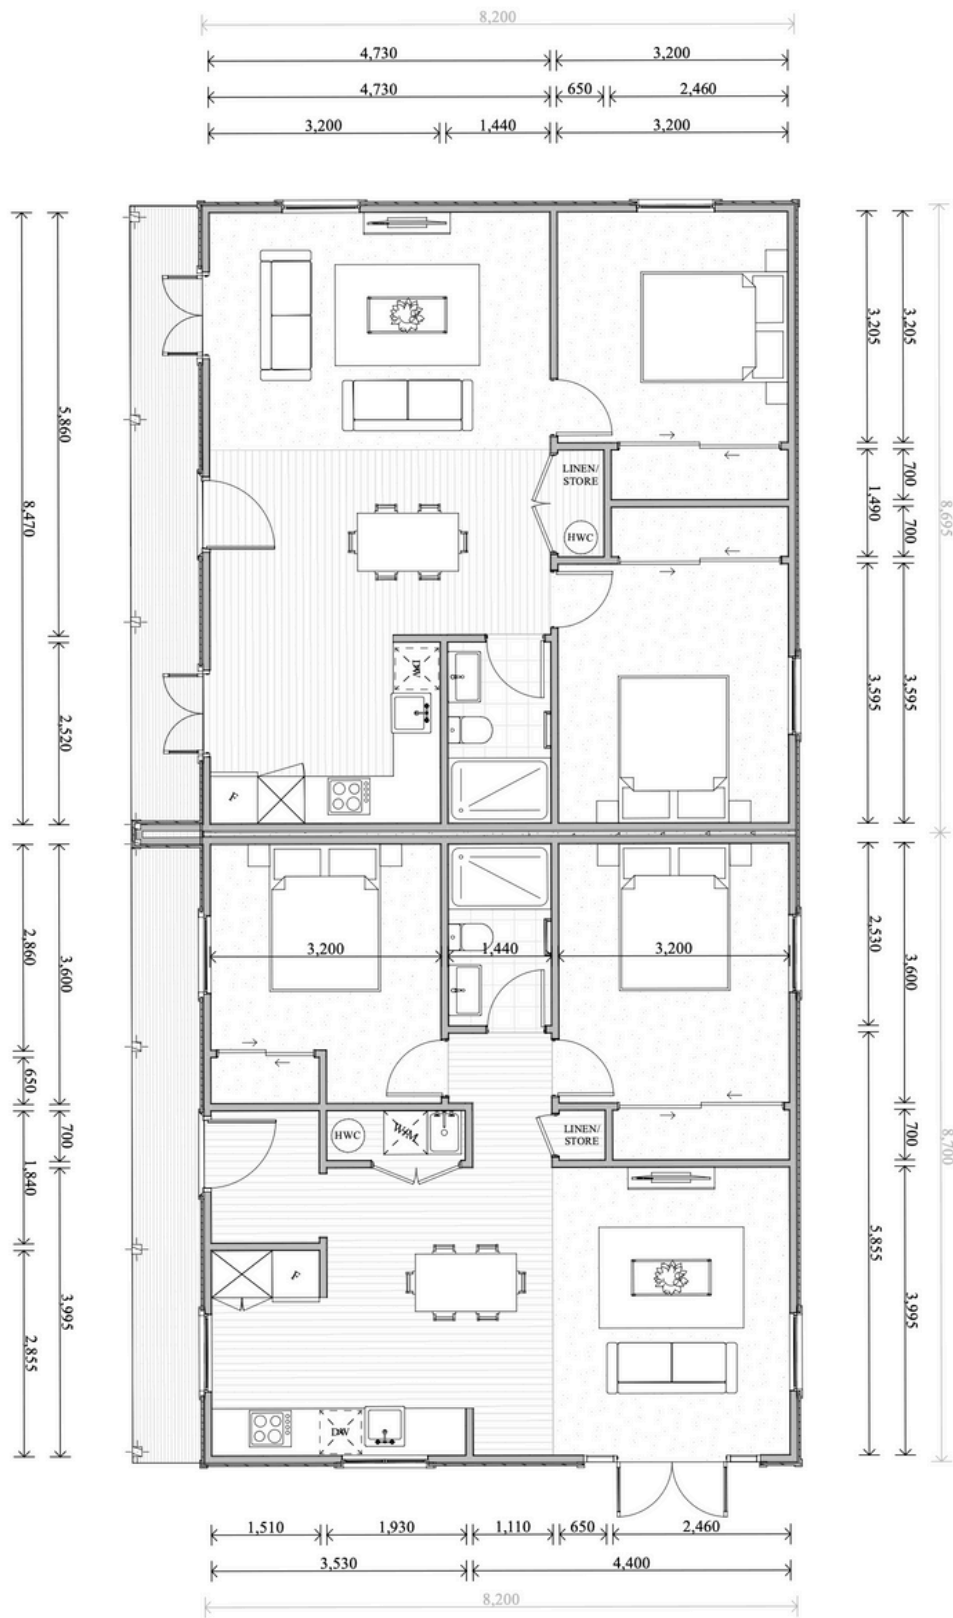 8,200
4,730 3,200
4,730 650 2,460
3,200 1,440 3,200
8,470
5,860
2,520
3,205
1,490
3,595
3,205
700
700
3,595
8,695
LINEN/
STORE
HWC
DW
F
3,200 1,440 3,200
2,860
650
1,840
2,855
3,600
700
3,995
2,530
5,855
3,600
700
3,995
8,700
HWC W/M
LINEN/
STORE
F
DW
1,510 1,930 1,110 650 2,460
3,530 4,400
8,200